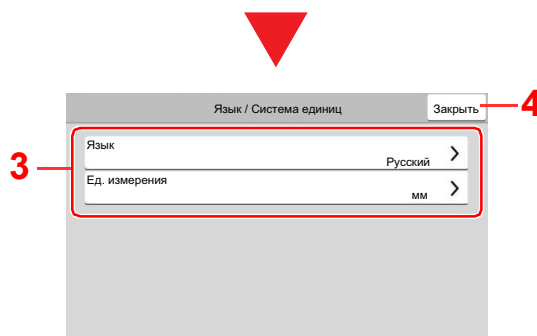 Язык / Система единиц
Закрыть
4
3
Язык
Русский
Ед. измерения
мм